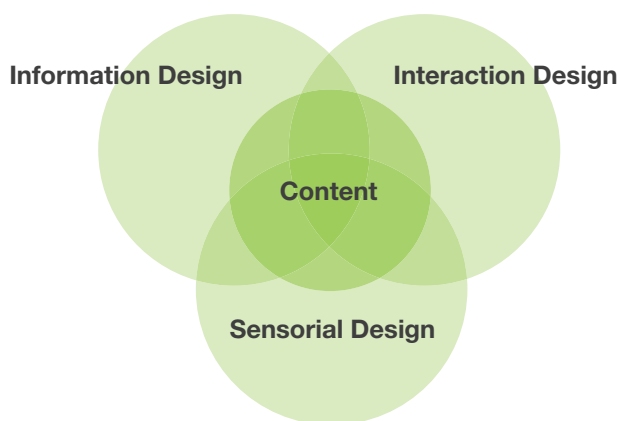 Information Design
Interaction Design
Content
Sensorial Design